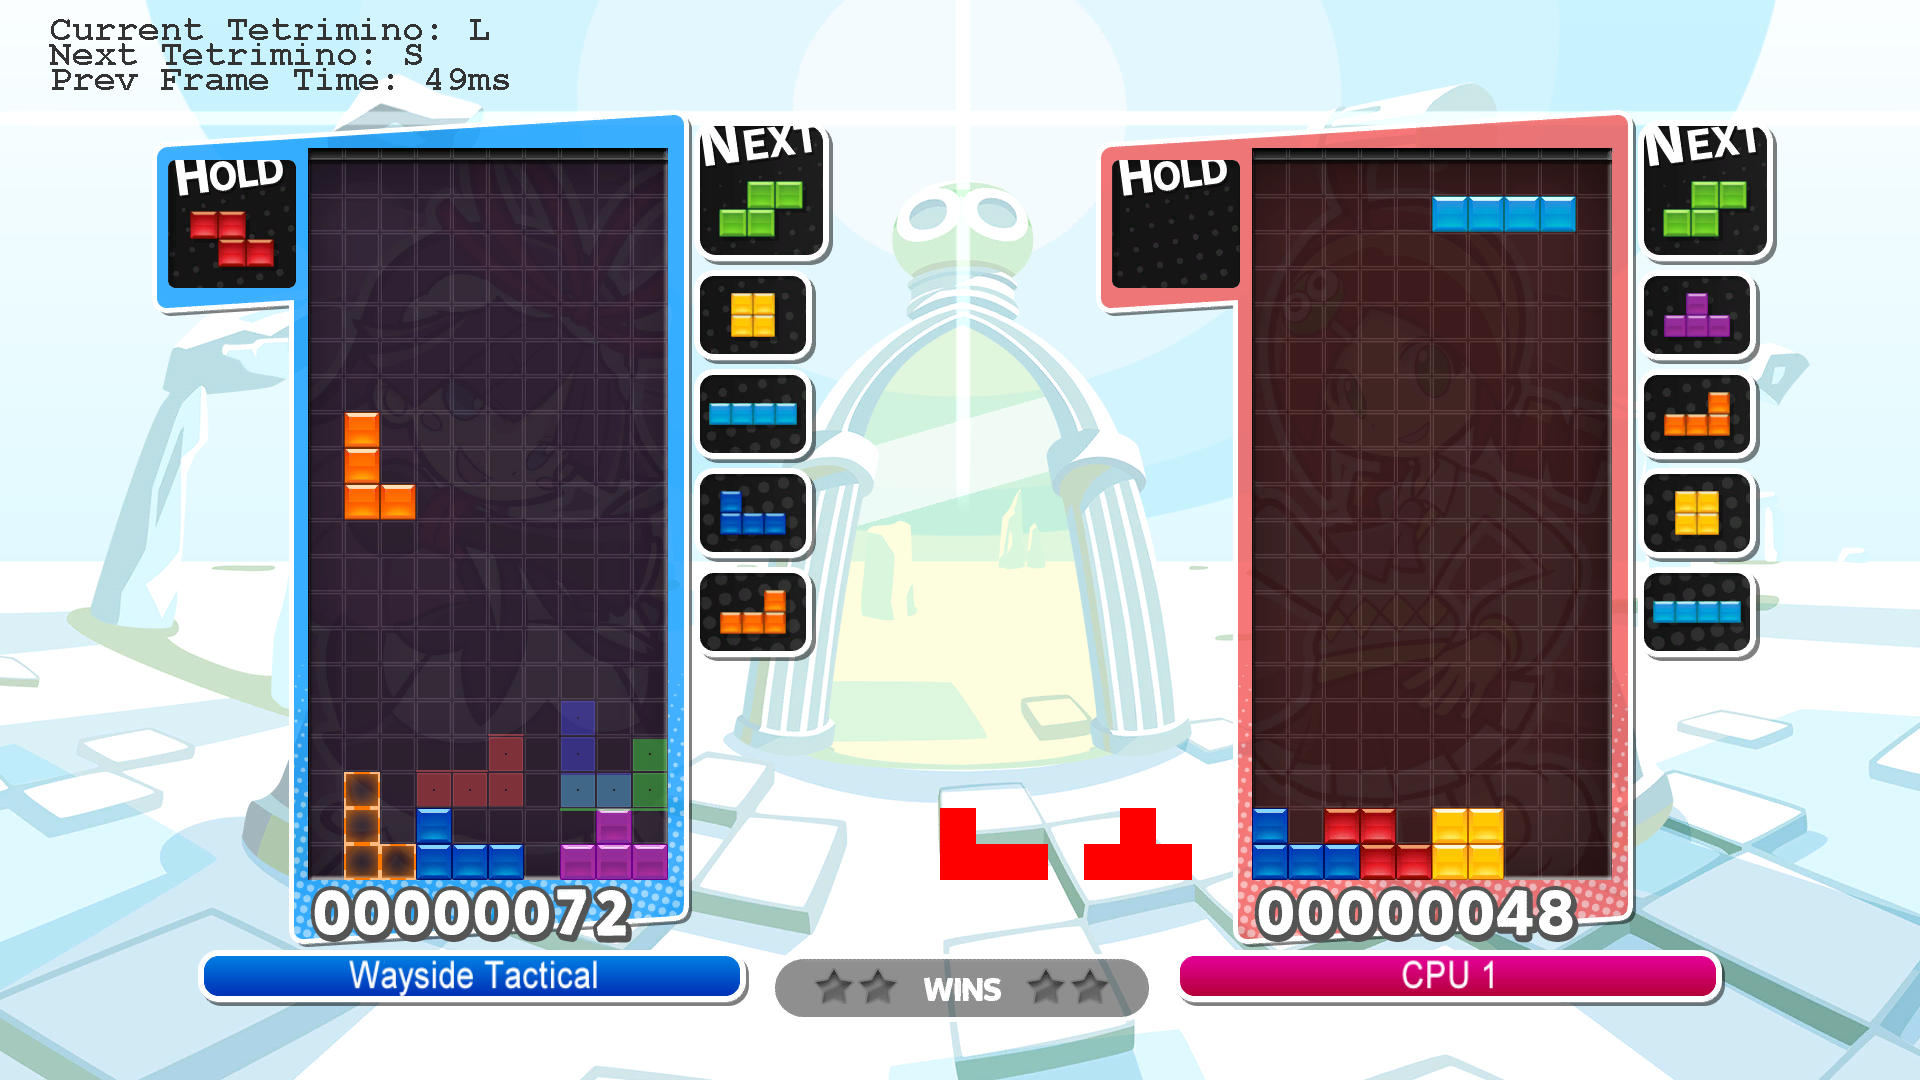 Current Tetrimino: L
Next Tetrimino: S
Prev Frame Time: 49ms
HOLD
NEXT
HOLD
NEXT
00000072
00000048
Wayside Tactical
WINS
CPU 1